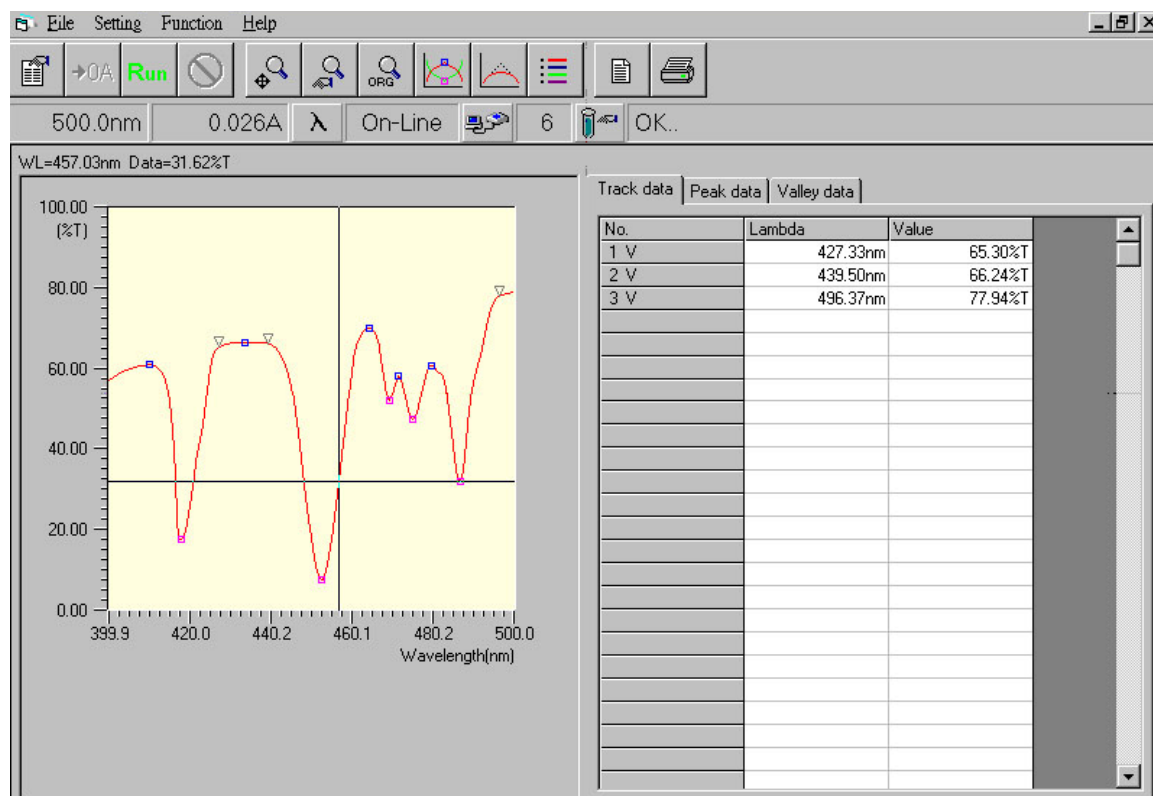 File Setting Function Help
→0A Run ORG
500.0nm 0.026A λ On-Line 6 OK..
WL=457.03nm Data=31.62%T
Track data Peak data Valley data
No. Lambda Value
1 V 427.33nm 65.30%T
2 V 439.50nm 66.24%T
3 V 496.37nm 77.94%T
100.00
(%T)
80.00
60.00
40.00
20.00
0.00
399.9 420.0 440.2 460.1 480.2 500.0
Wavelength(nm)